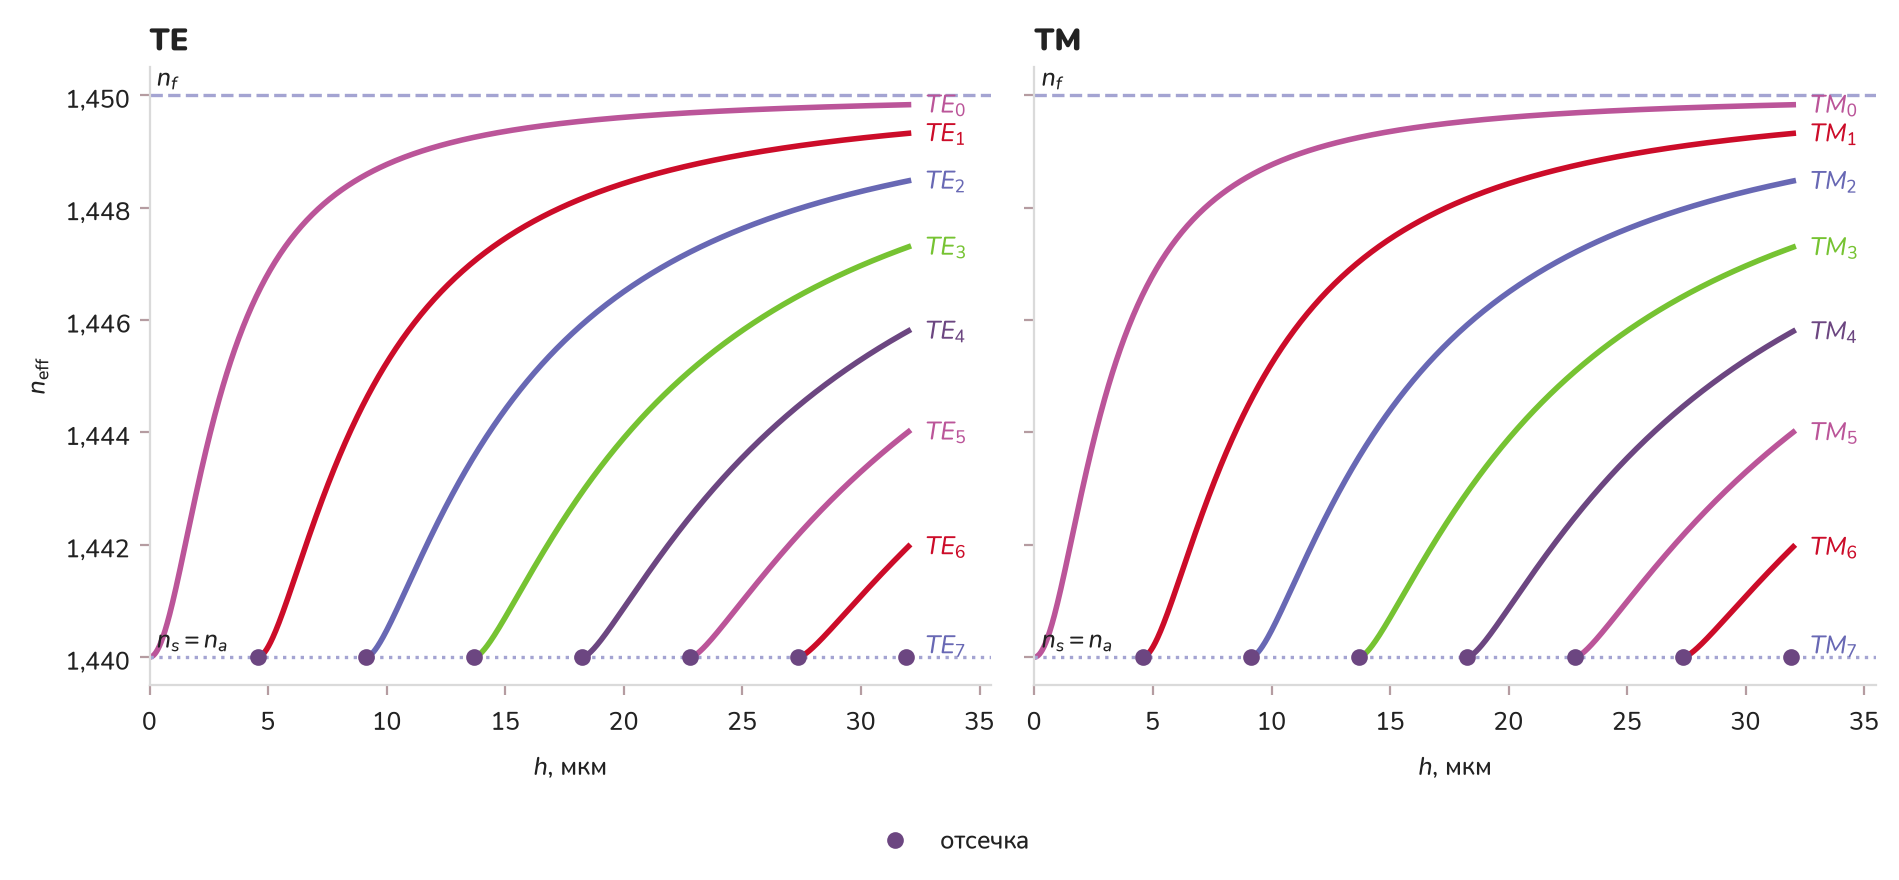 TE
TM
n_f
n_f
1,450
1,448
1,446
1,444
1,442
1,440
n_eff
TE0
TE1
TE2
TE3
TE4
TE5
TE6
TE7
n_s = n_a
TM0
TM1
TM2
TM3
TM4
TM5
TM6
TM7
n_s = n_a
0 5 10 15 20 25 30 35
0 5 10 15 20 25 30 35
h, мкм
h, мкм
отсечка